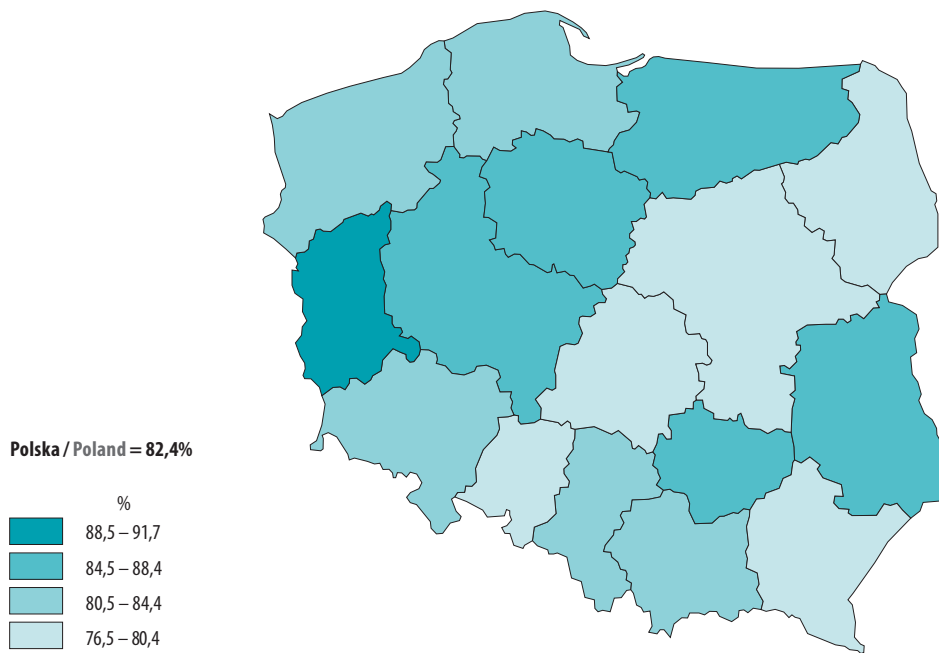 Polska / Poland = 82,4%
%
88,5 – 91,7
84,5 – 88,4
80,5 – 84,4
76,5 – 80,4